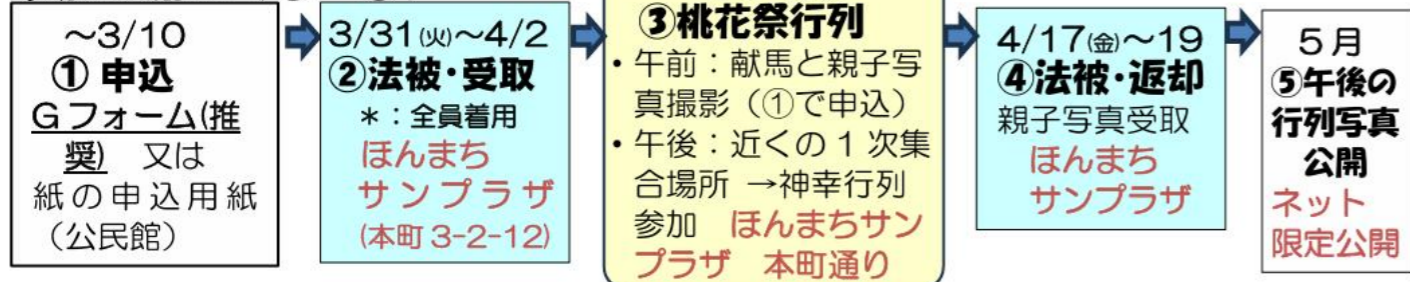 ～3/10
① 申込
Gフォーム(推
奨) 又は
紙の申込用紙
（公民館）
3/31㈫～4/2
②法被・受取
＊：全員着用
ほんまち
サンプラザ
(本町 3-2-12)
③桃花祭行列
・午前：献馬と親子写
真撮影（①で申込）
・午後：近くの１次集
合場所 →神幸行列
参加 ほんまちサン
プラザ 本町通り
4/17㈮～19
④法被・返却
親子写真受取
ほんまち
サンプラザ
５月
⑤午後の
行列写真
公開
ネット
限定公開